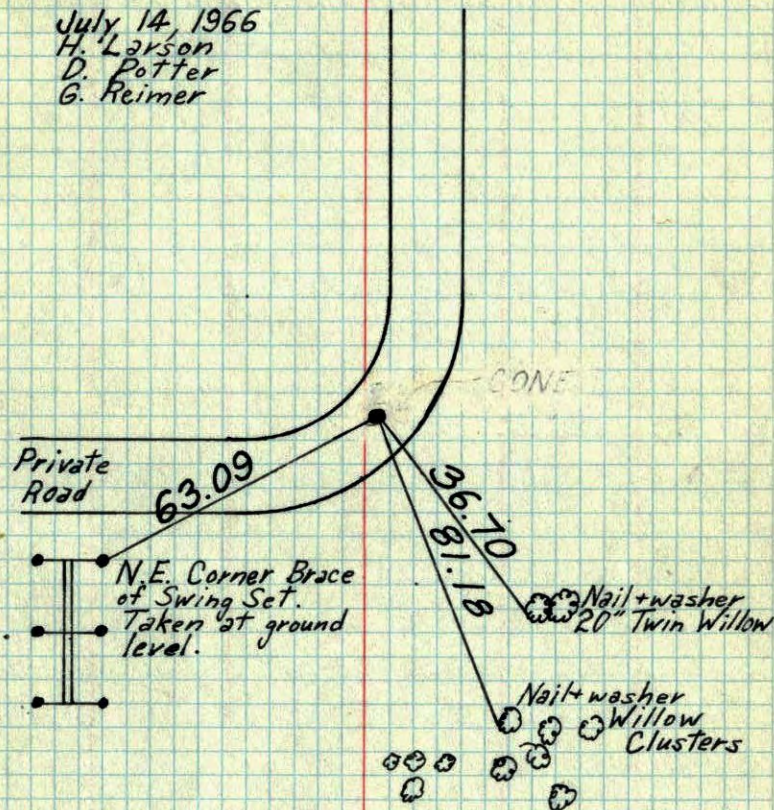 July 14, 1966
H. Larson
D. Potter
G. Reimer
GONE
Private
Road
63.09
36.70
81.18
N.E. Corner Brace
of Swing Set.
Taken at ground
level.
Nail + washer
20" Twin Willow
Nail + washer
Willow
Clusters